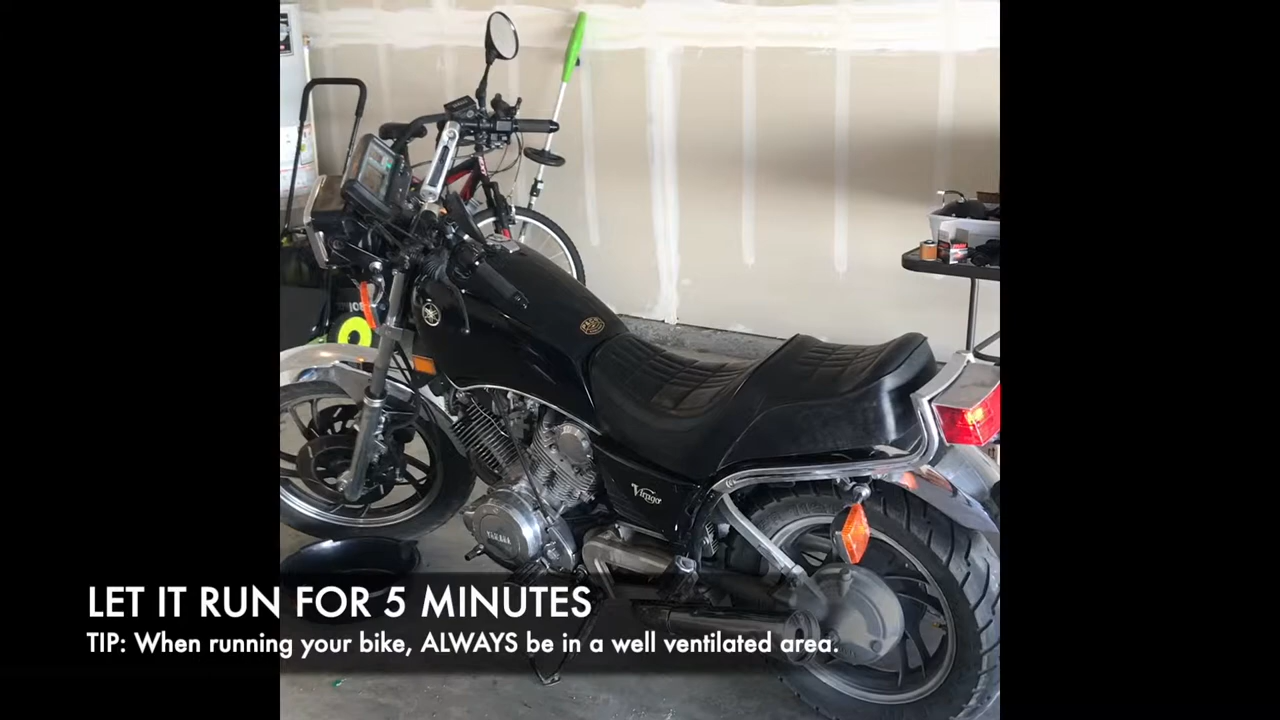 Virago
YAMAHA
LET IT RUN FOR 5 MINUTES
TIP: When running your bike, ALWAYS be in a well ventilated area.